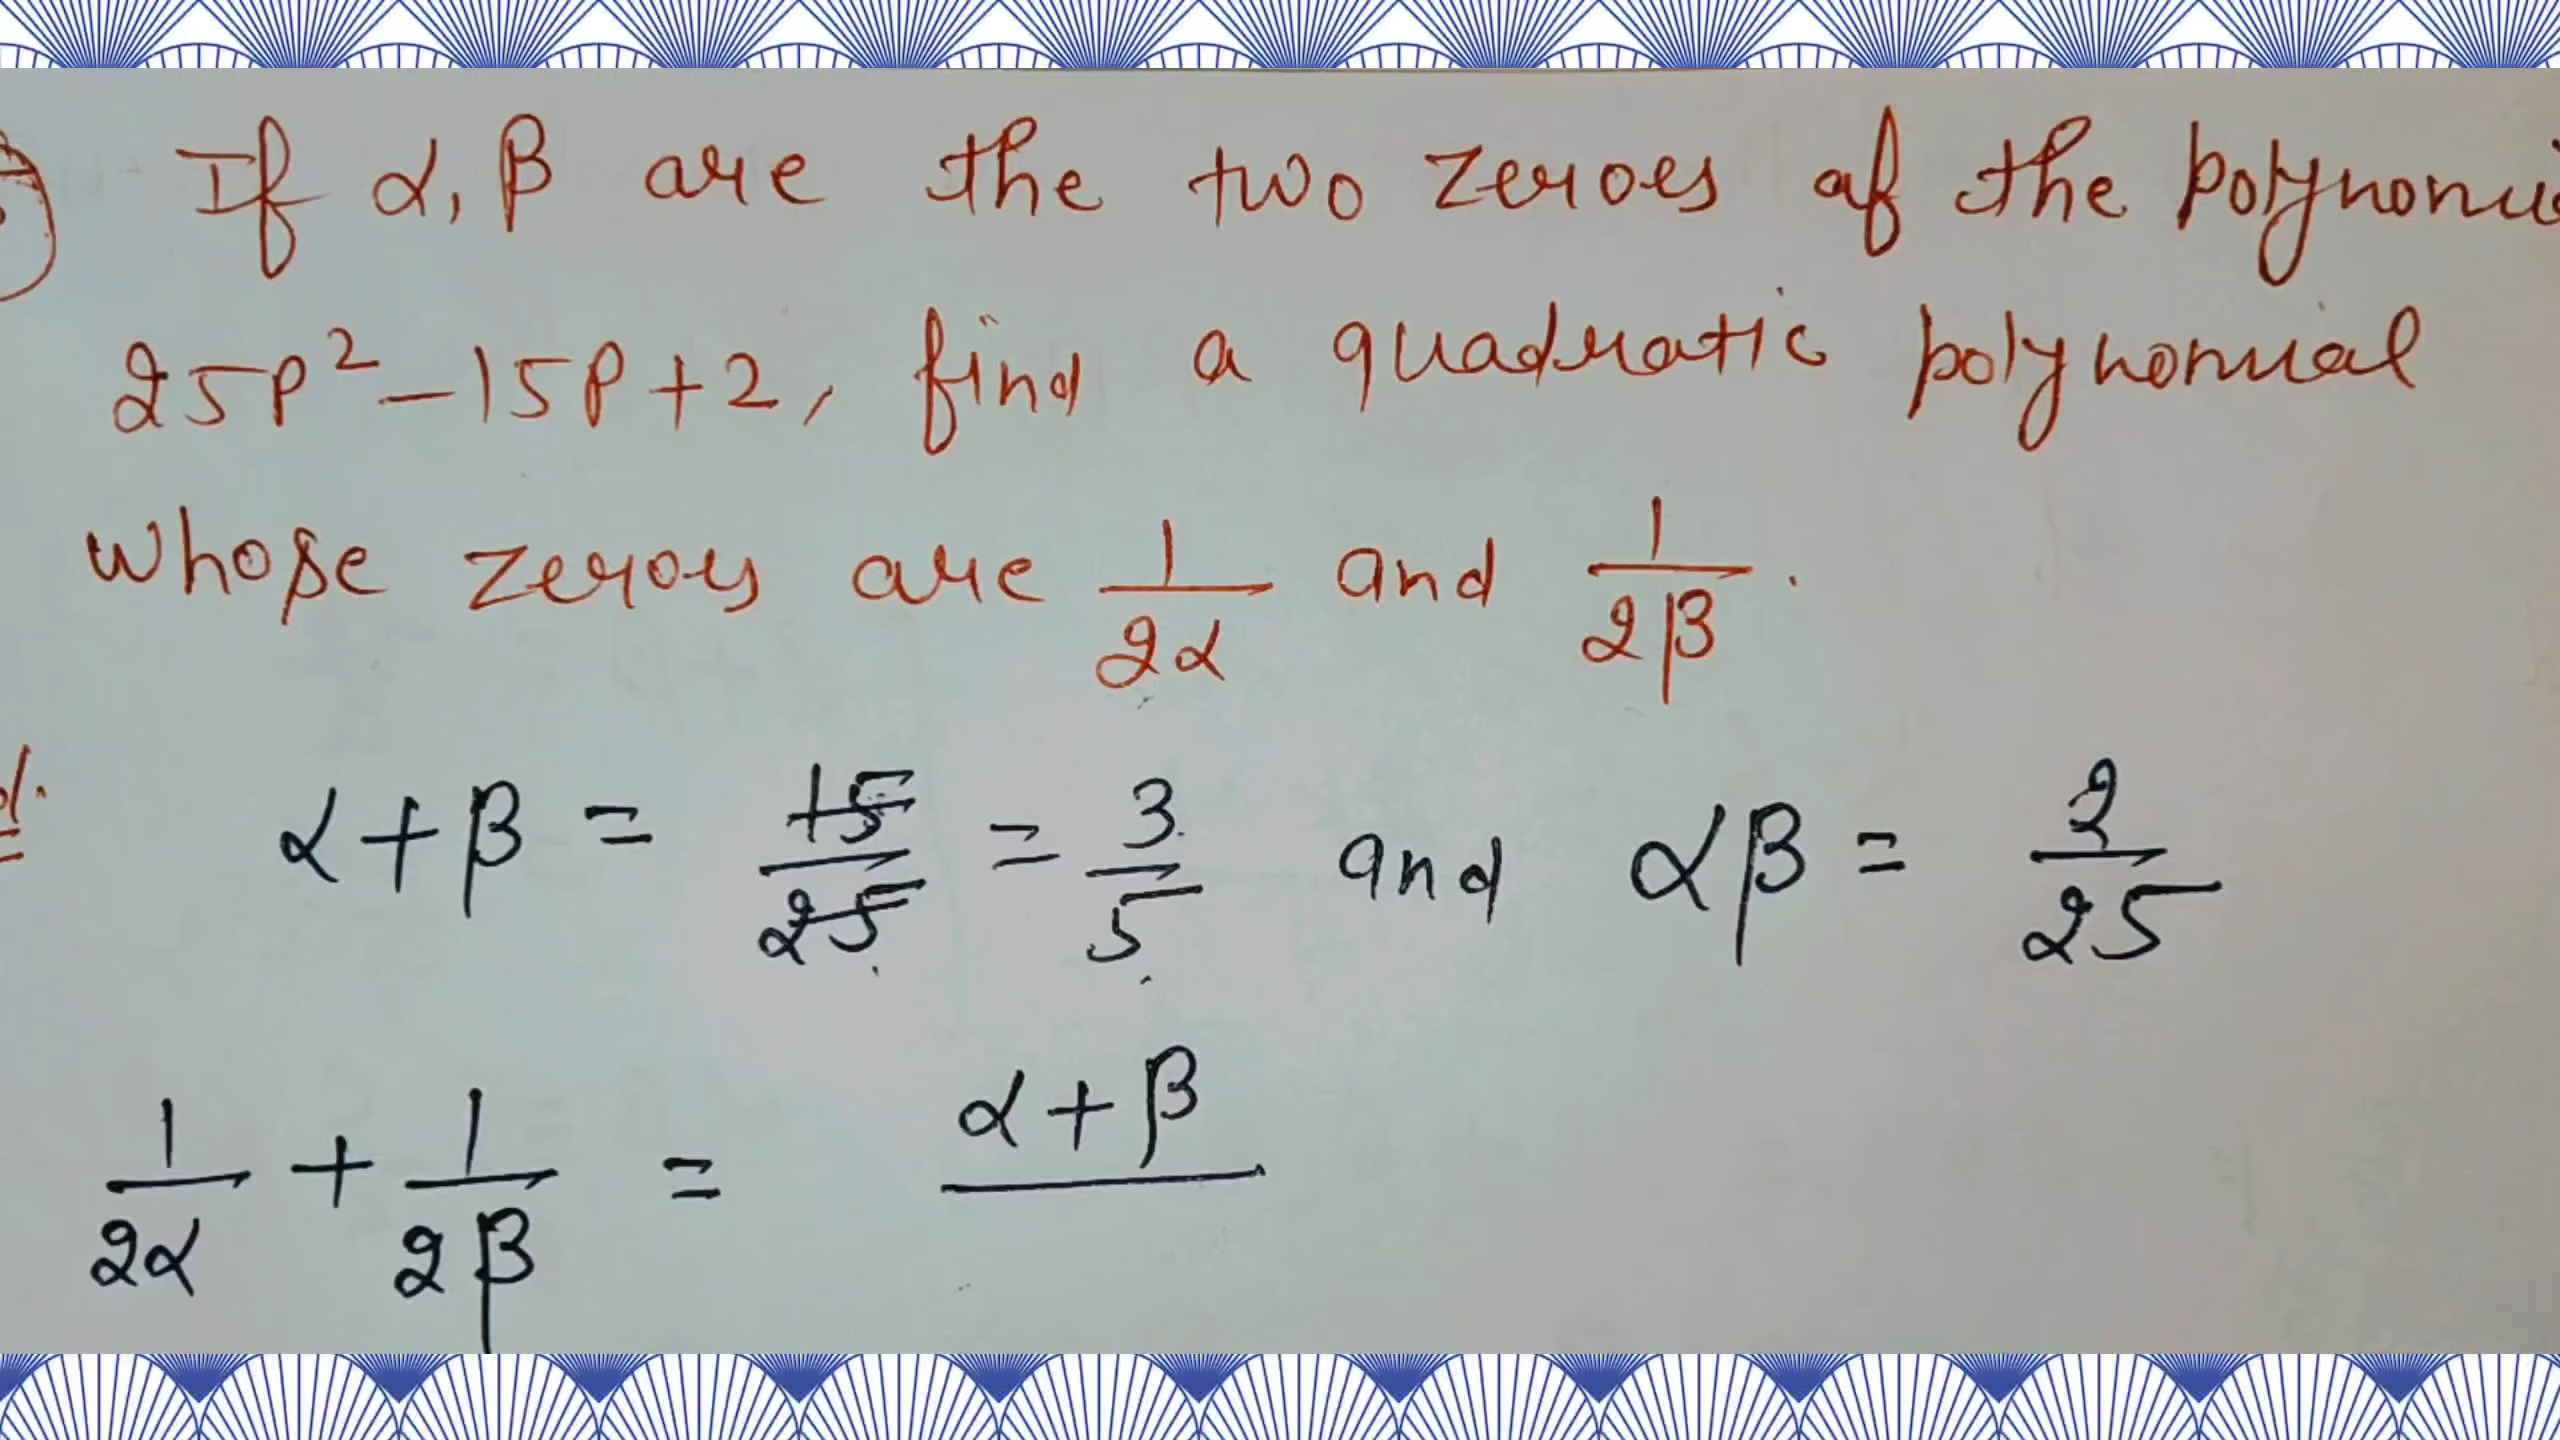 If α, β are the two zeroes of the polynomi
25p² - 15p + 2, find a quadratic polynomial
whose zeroes are 1/2α and 1/2β.
α + β = 15/25 = 3/5 and αβ = 2/25
1/2α + 1/2β = α + β/